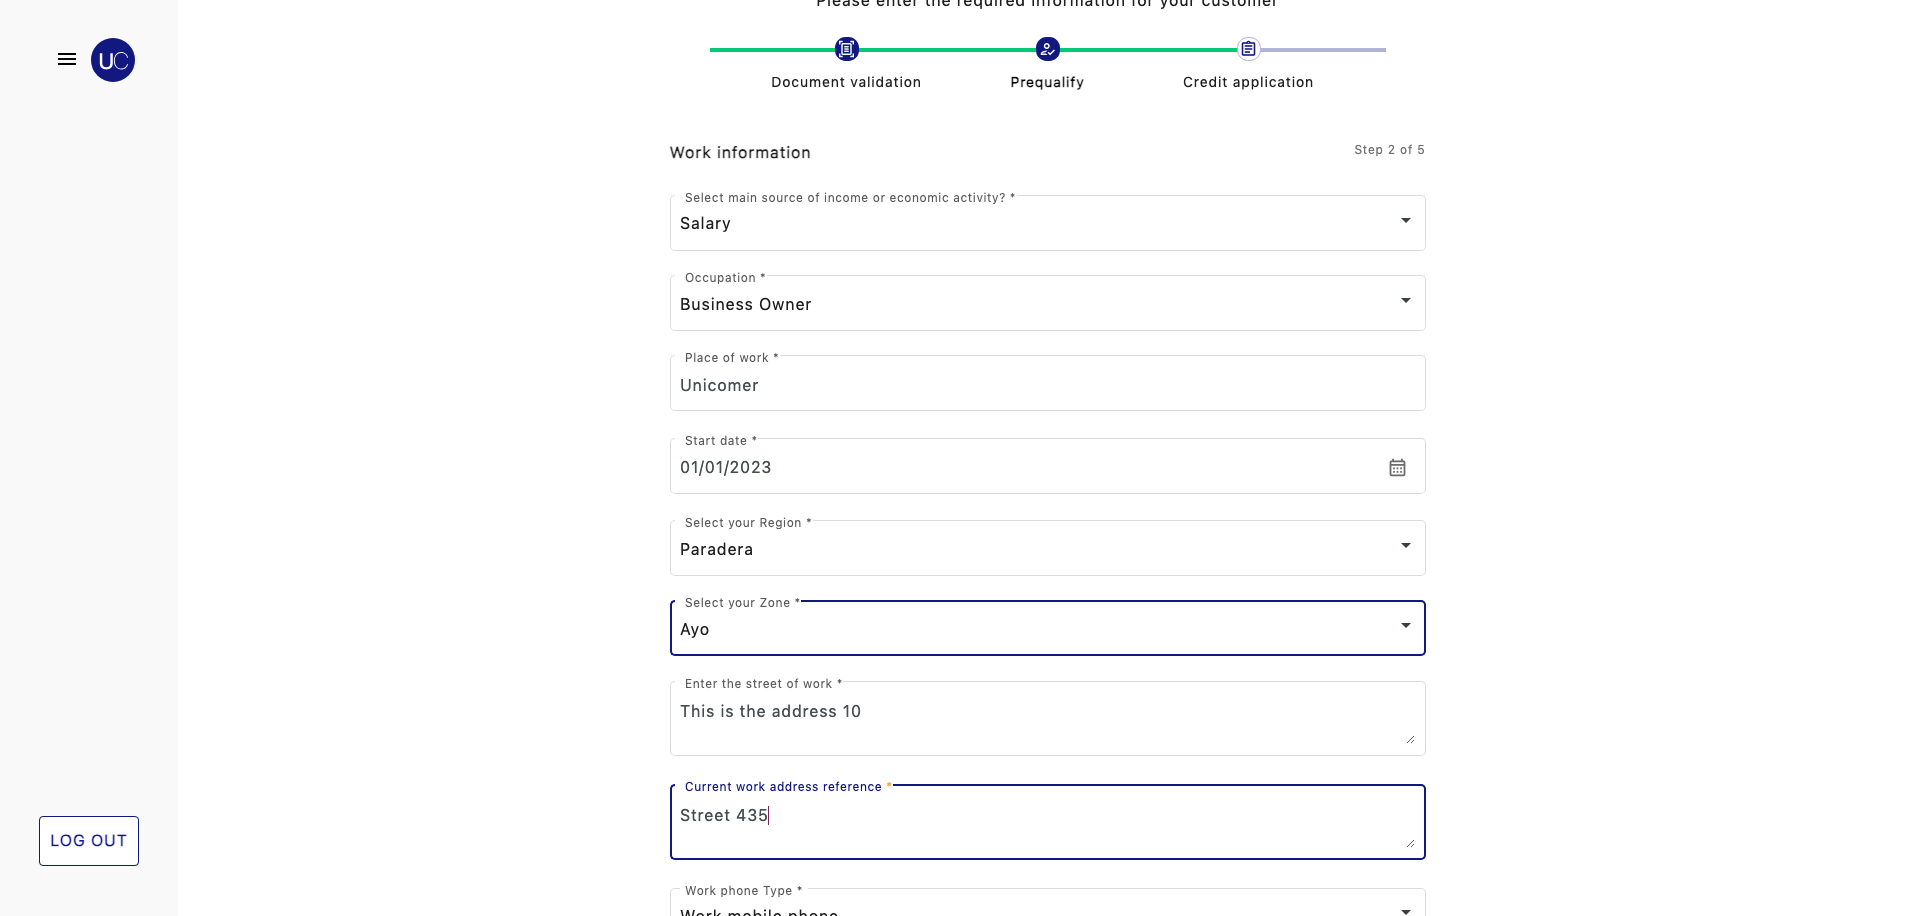 Please enter the required information for your customer
UC
Document validation
Prequalify
Credit application
Work information
Step 2 of 5
Select main source of income or economic activity? *
Salary
Occupation *
Business Owner
Place of work *
Unicomer
Start date *
01/01/2023
Select your Region *
Paradera
Select your Zone *
Ayo
Enter the street of work *
This is the address 10
Current work address reference *
Street 435
LOG OUT
Work phone Type *
Work mobile phone